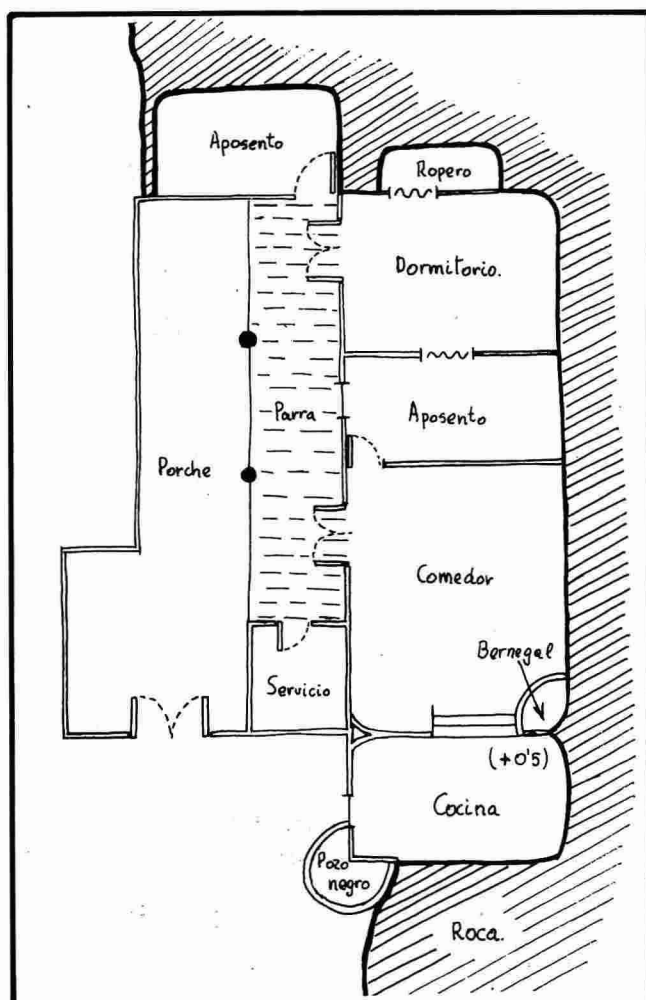 Aposento
Ropero
Dormitorio.
Parra
Aposento
Porche
Comedor
Bernegal
Servicio
(+0'5)
Cocina
Pozo
negro
Roca.